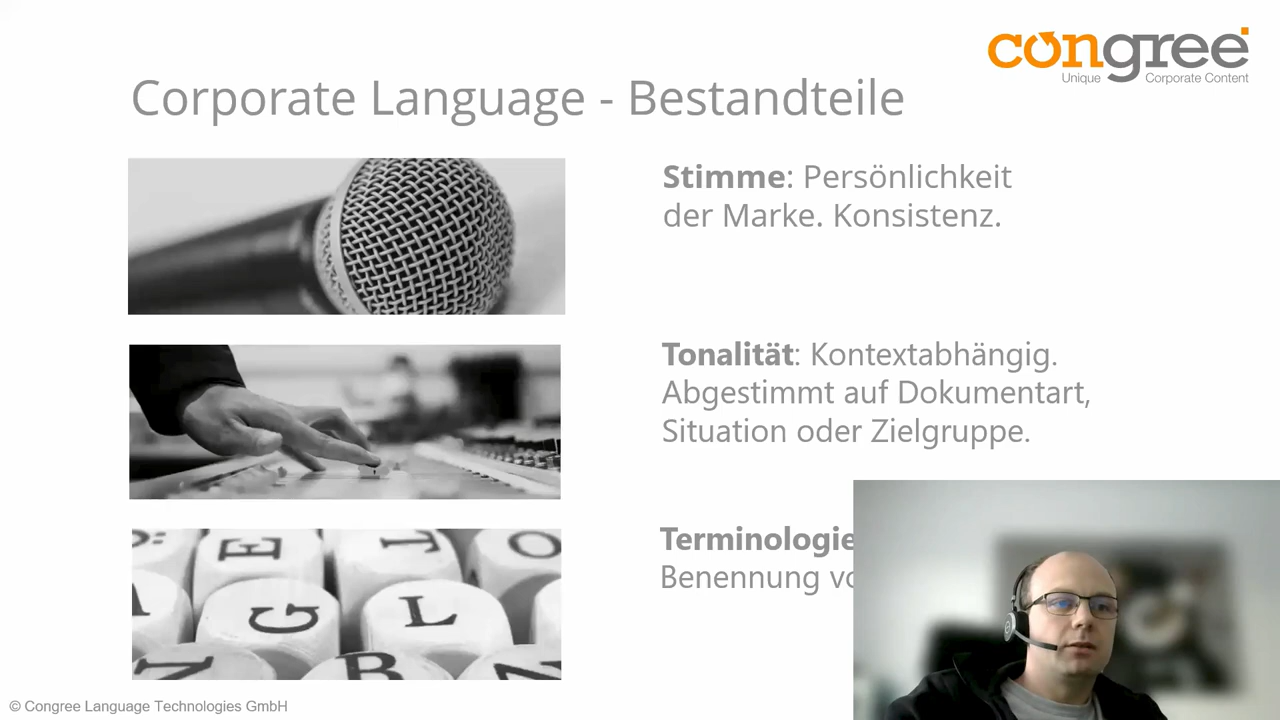 congree
Unique Corporate Content
Corporate Language - Bestandteile
Stimme: Persönlichkeit
der Marke. Konsistenz.
Tonalität: Kontextabhängig.
Abgestimmt auf Dokumentart,
Situation oder Zielgruppe.
Terminologie
Benennung
E
O
G
L
B
© Congree Language Technologies GmbH